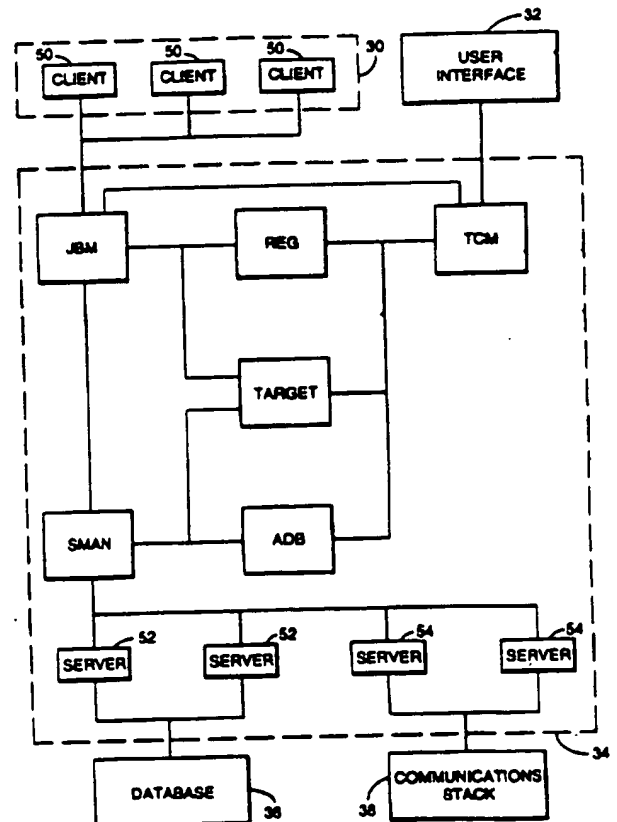 50 50 50 30 32
CLIENT CLIENT CLIENT
USER
INTERFACE
JBM REG TCM
TARGET
SMAN ADB
52 52 54 54
SERVER SERVER SERVER SERVER
34
DATABASE 36
38 COMMUNICATIONS
STACK